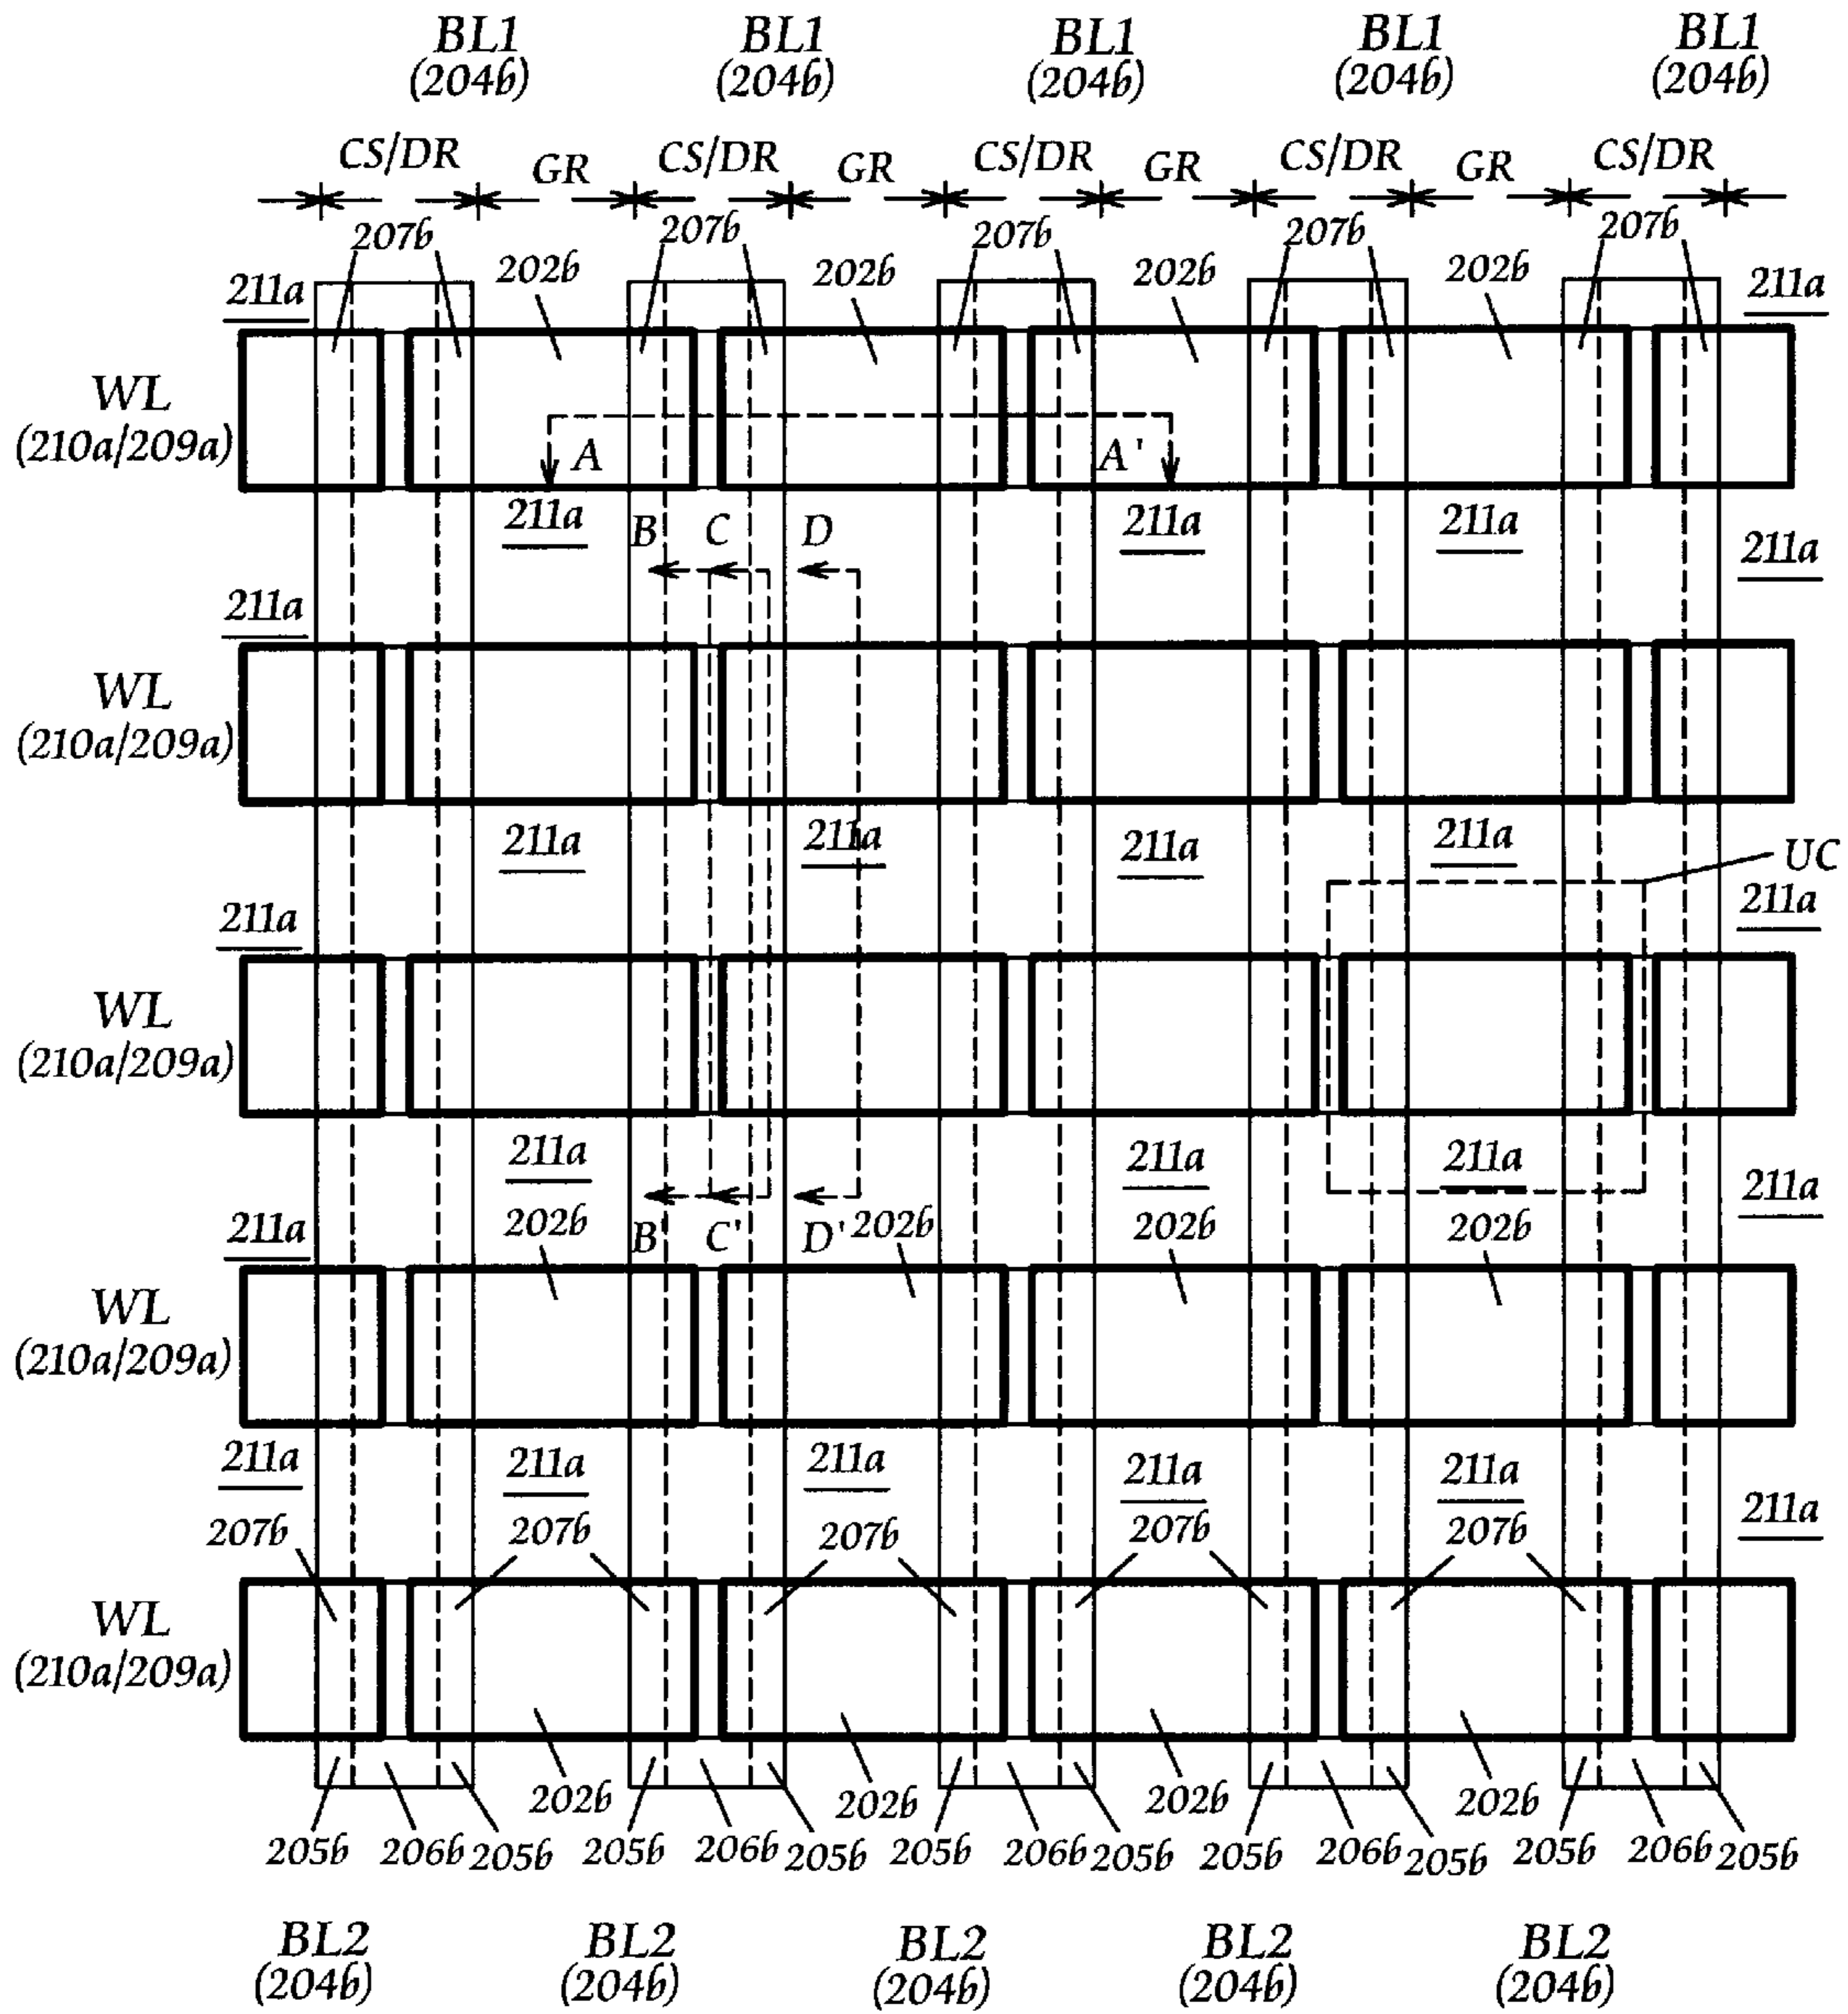 BL1 BL1 BL1 BL1 BL1
(204b) (204b) (204b) (204b) (204b)
CS/DR GR CS/DR GR CS/DR GR CS/DR GR CS/DR
207b 207b 207b 207b 207b
211a 202b 202b 202b 202b 211a
WL
(210a/209a)
A A'
211a 211a 211a 211a
B C D
211a
WL
(210a/209a)
211a 211a 211a 211a UC
211a 211a
WL
(210a/209a)
211a 211a 211a 211a
211a 202b B' C' D' 202b 202b 202b
WL
(210a/209a)
211a 211a 211a 211a 211a 211a
207b 207b 207b 207b 207b
WL
(210a/209a)
202b 202b 202b 202b
205b 206b 205b 205b 206b 205b 205b 206b 205b 205b 206b 205b 205b 206b 205b
BL2 BL2 BL2 BL2 BL2
(204b) (204b) (204b) (204b) (204b)